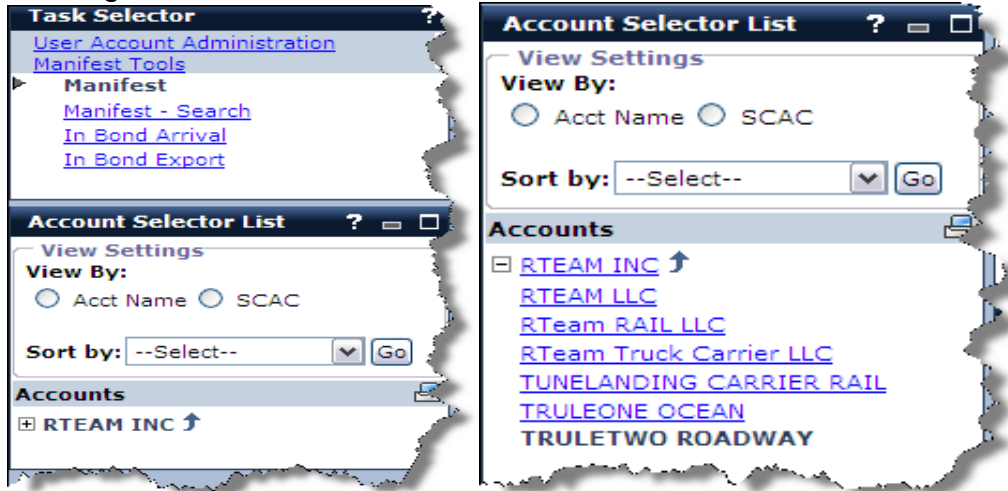 Task Selector ?
User Account Administration
Manifest Tools
Manifest
Manifest - Search
In Bond Arrival
In Bond Export
Account Selector List ?
View Settings
View By:
Acct Name SCAC
Sort by: --Select-- Go
Accounts
RTEAM INC
Account Selector List ?
View Settings
View By:
Acct Name SCAC
Sort by: --Select-- Go
Accounts
RTEAM INC
RTEAM LLC
RTeam RAIL LLC
RTeam Truck Carrier LLC
TUNELANDING CARRIER RAIL
TRULEONE OCEAN
TRULETWO ROADWAY